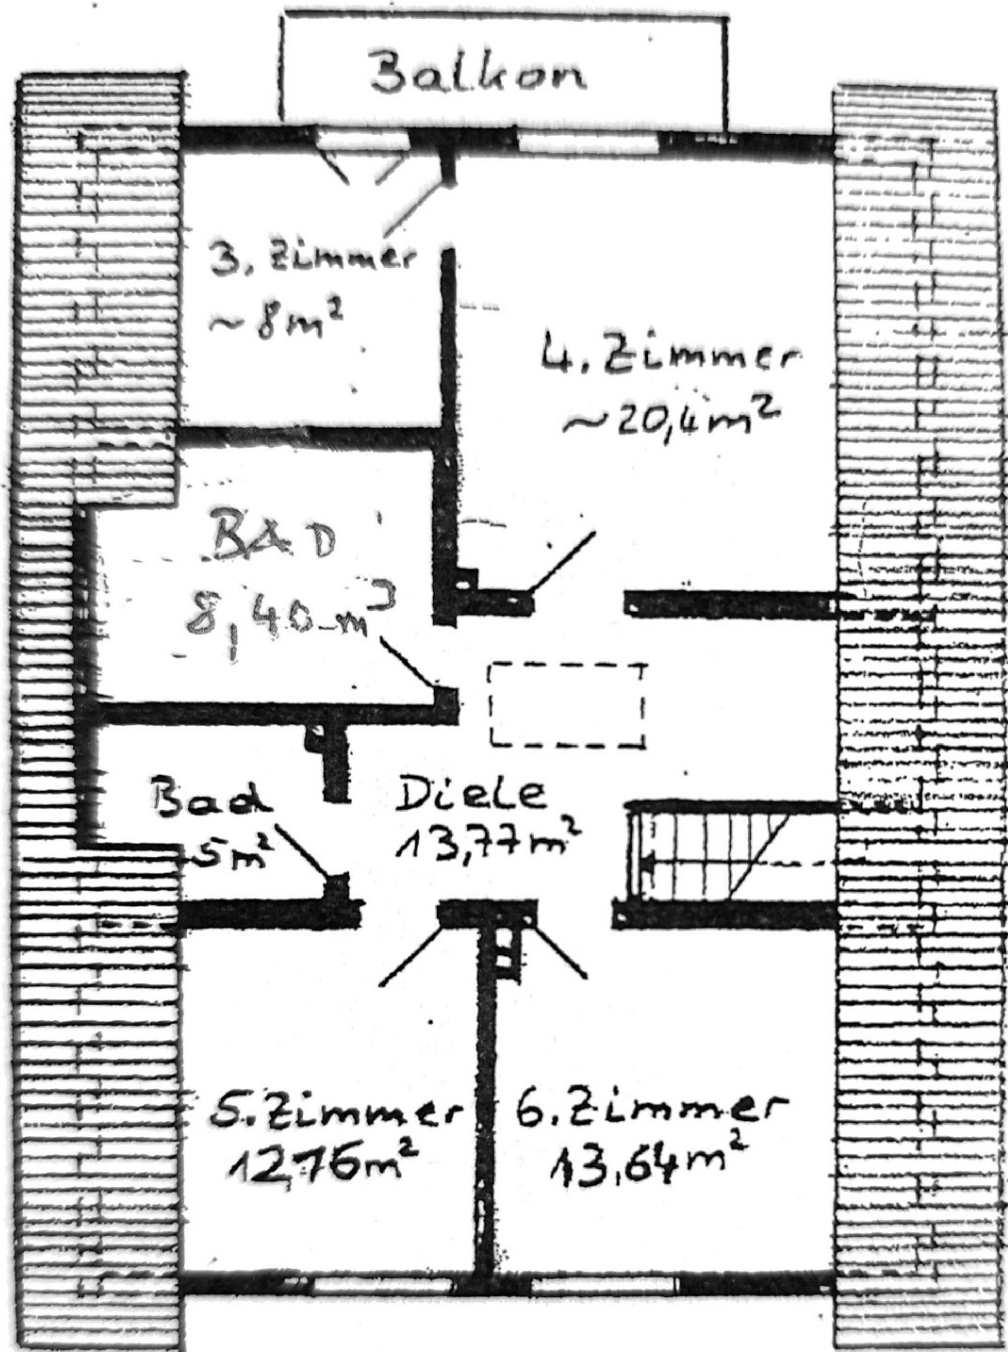 Balkon
3. Zimmer
~ 8m²
4. Zimmer
~20,4m²
BAD
8,40 m³
Bad
5m²
Diele
13,77m²
5. Zimmer
12,76m²
6. Zimmer
13,64m²